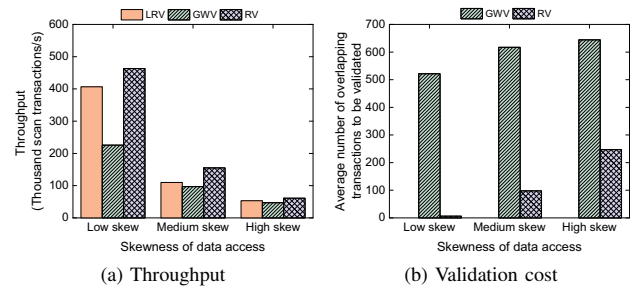 LRV GWV RV
Throughput
(Thousand scan transactions/s)
600
500
400
300
200
100
0
Low skew Medium skew High skew
Skewness of data access
(a) Throughput
GWV RV
Average number of overlapping
transactions to be validated
700
600
500
400
300
200
100
0
Low skew Medium skew High skew
Skewness of data access
(b) Validation cost